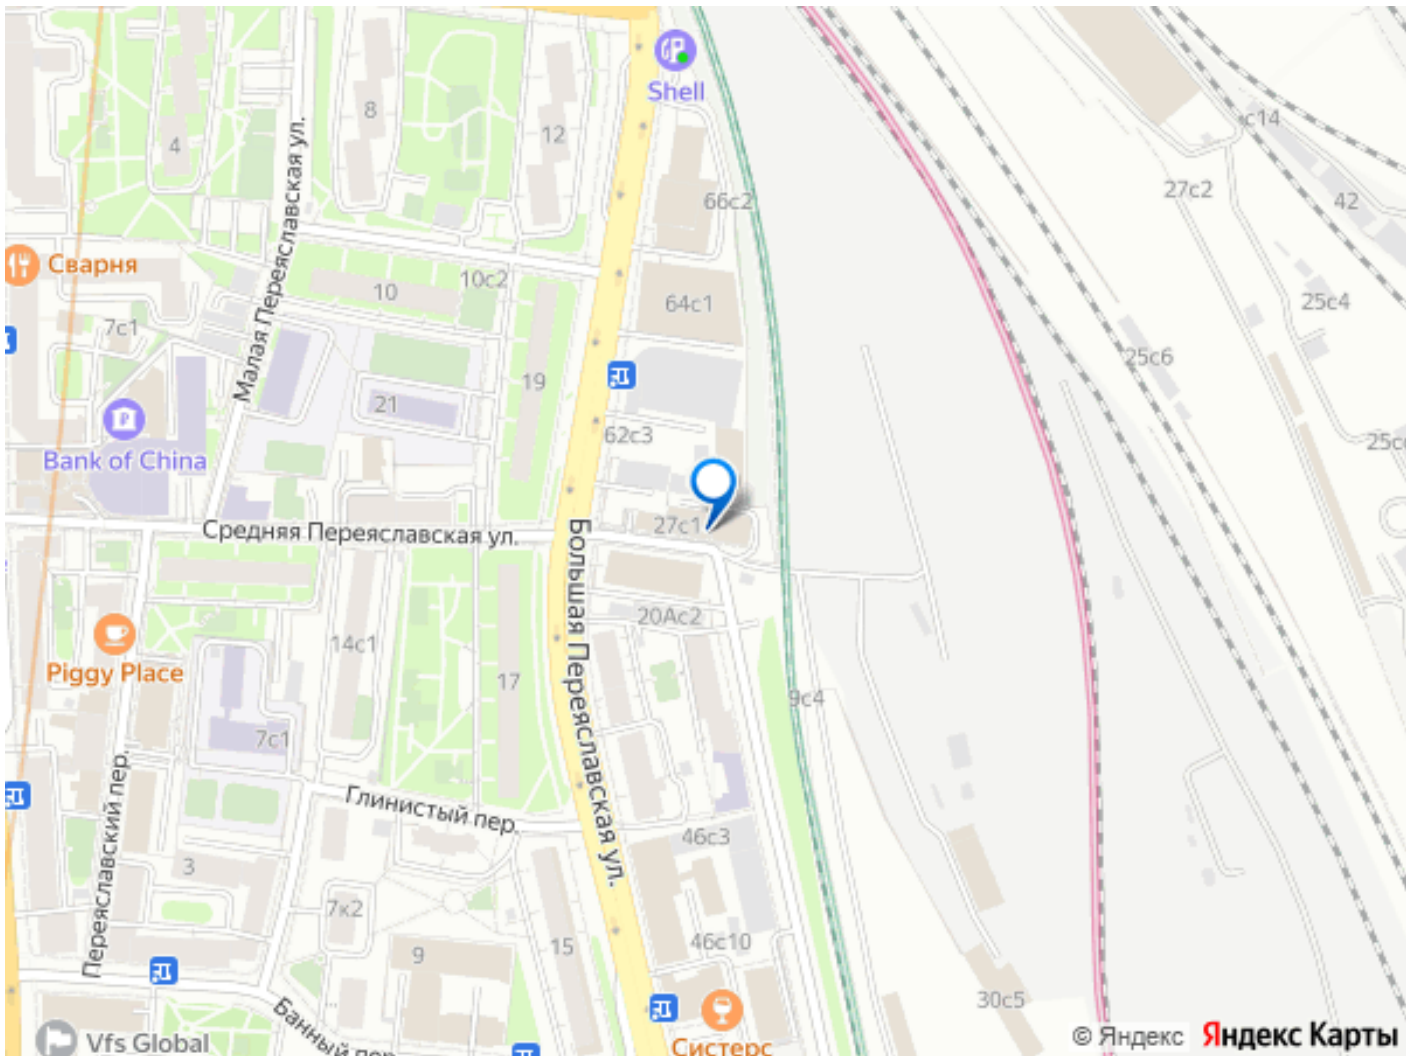 Shell
8
12
4
с14
27с2
42
66с2
Малая Переяславская ул.
Сварня
10с2
10
64с1
25с4
7с1
25с6
19
21
62с3
Bank of China
27с1
Средняя Переяславская ул.
Большая Переяславская ул.
20Ас2
14с1
Piggy Place
17
9с4
7с1
Глинистый пер.
Переяславский пер.
46с3
3
7к2
46с10
15
9
30с5
Банный пер.
Vfs Global
Систерс
© Яндекс Яндекс Карты